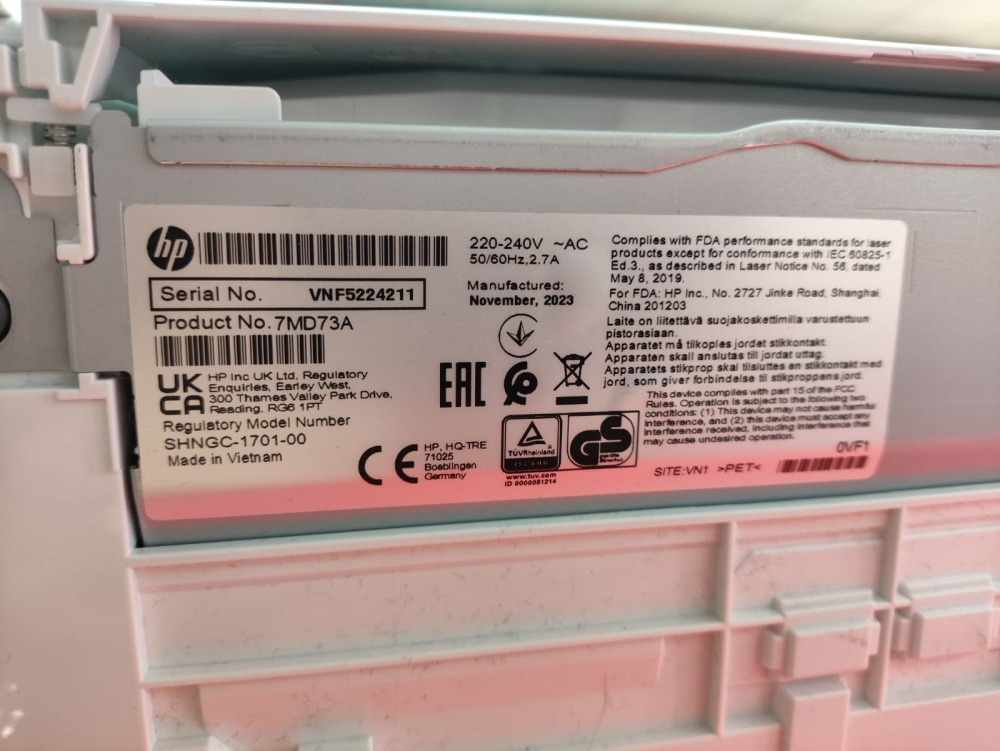 hp
Serial No. VNF5224211
Product No. 7MD73A
UK
CA
HP Inc UK Ltd, Regulatory
Enquiries, Earley West,
300 Thames Valley Park Drive,
Reading, RG6 1PT
Regulatory Model Number
SHNGC-1701-00
Made in Vietnam
220-240V ~AC
50/60Hz, 2.7A
Manufactured:
November, 2023
EAC
CE
HP, HQ-TRE
71025
Boeblingen
Germany
TÜVRheinland
www.tuv.com
ID 0000051214
GS
geprüfte
Sicherheit
Complies with FDA performance standards for laser
products except for conformance with IEC 60825-1
Ed.3., as described in Laser Notice No. 56, dated
May 8, 2019.
For FDA: HP Inc., No. 2727 Jinke Road, Shanghai,
China 201203
Laite on liitettävä suojakoskettimilla varustettuun
pistorasiaan.
Apparatet må tilkoples jordet stikkontakt.
Apparaten skall anslutas till jordat uttag.
Apparatets stikprop skal tilsluttes en stikkontakt med
jord, som giver forbindelse til stikproppens jord.
This device complies with part 15 of the FCC
Rules. Operation is subject to the following two
conditions: (1) This device may not cause harmful
interference, and (2) this device must accept any
interference received, including interference that
may cause undesired operation.
0VF1
SITE:VN1 >PET<